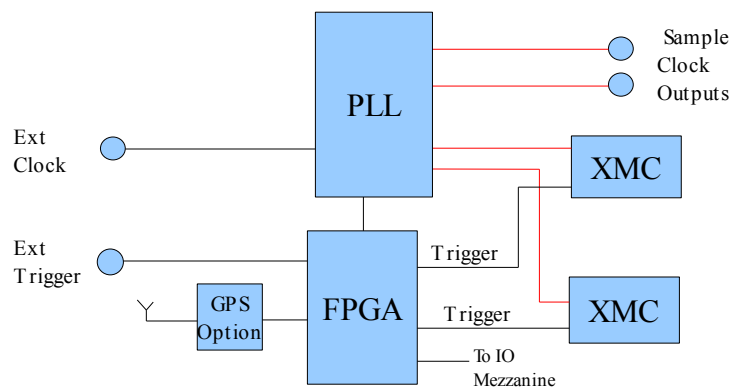 Sample
Clock
Outputs
PLL
Ext
Clock
XMC
Ext
Trigger
Trigger
GPS
Option
FPGA
Trigger
XMC
To IO
Mezzanine